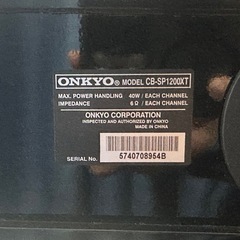 ONKYO® MODEL CB-SP1200XT
MAX. POWER HANDLING 40W / EACH CHANNEL
IMPEDANCE 6 Ω / EACH CHANNEL
ONKYO CORPORATION
INSPECTED AND AUTHORIZED BY ONKYO
MADE IN CHINA
SERIAL No. 5740708954B